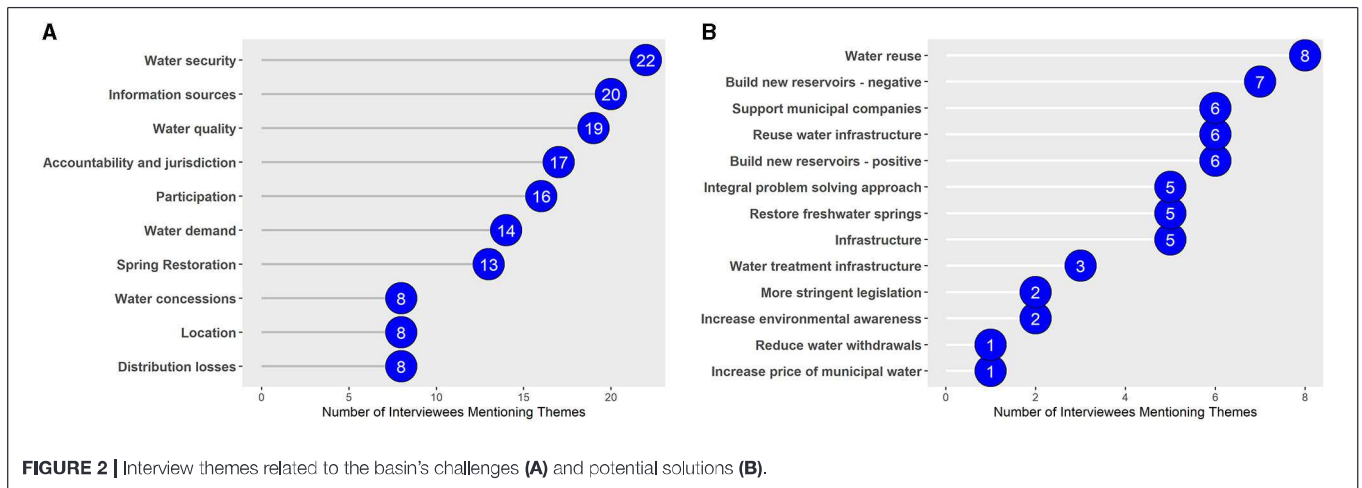 A
Water security 22
Information sources 20
Water quality 19
Accountability and jurisdiction 17
Participation 16
Water demand 14
Spring Restoration 13
Water concessions 8
Location 8
Distribution losses 8
0 5 10 15 20
Number of Interviewees Mentioning Themes
B
Water reuse 8
Build new reservoirs - negative 7
Support municipal companies 6
Reuse water infrastructure 6
Build new reservoirs - positive 6
Integral problem solving approach 5
Restore freshwater springs 5
Infrastructure 5
Water treatment infrastructure 3
More stringent legislation 2
Increase environmental awareness 2
Reduce water withdrawals 1
Increase price of municipal water 1
0 2 4 6 8
Number of Interviewees Mentioning Themes
FIGURE 2 | Interview themes related to the basin's challenges (A) and potential solutions (B).